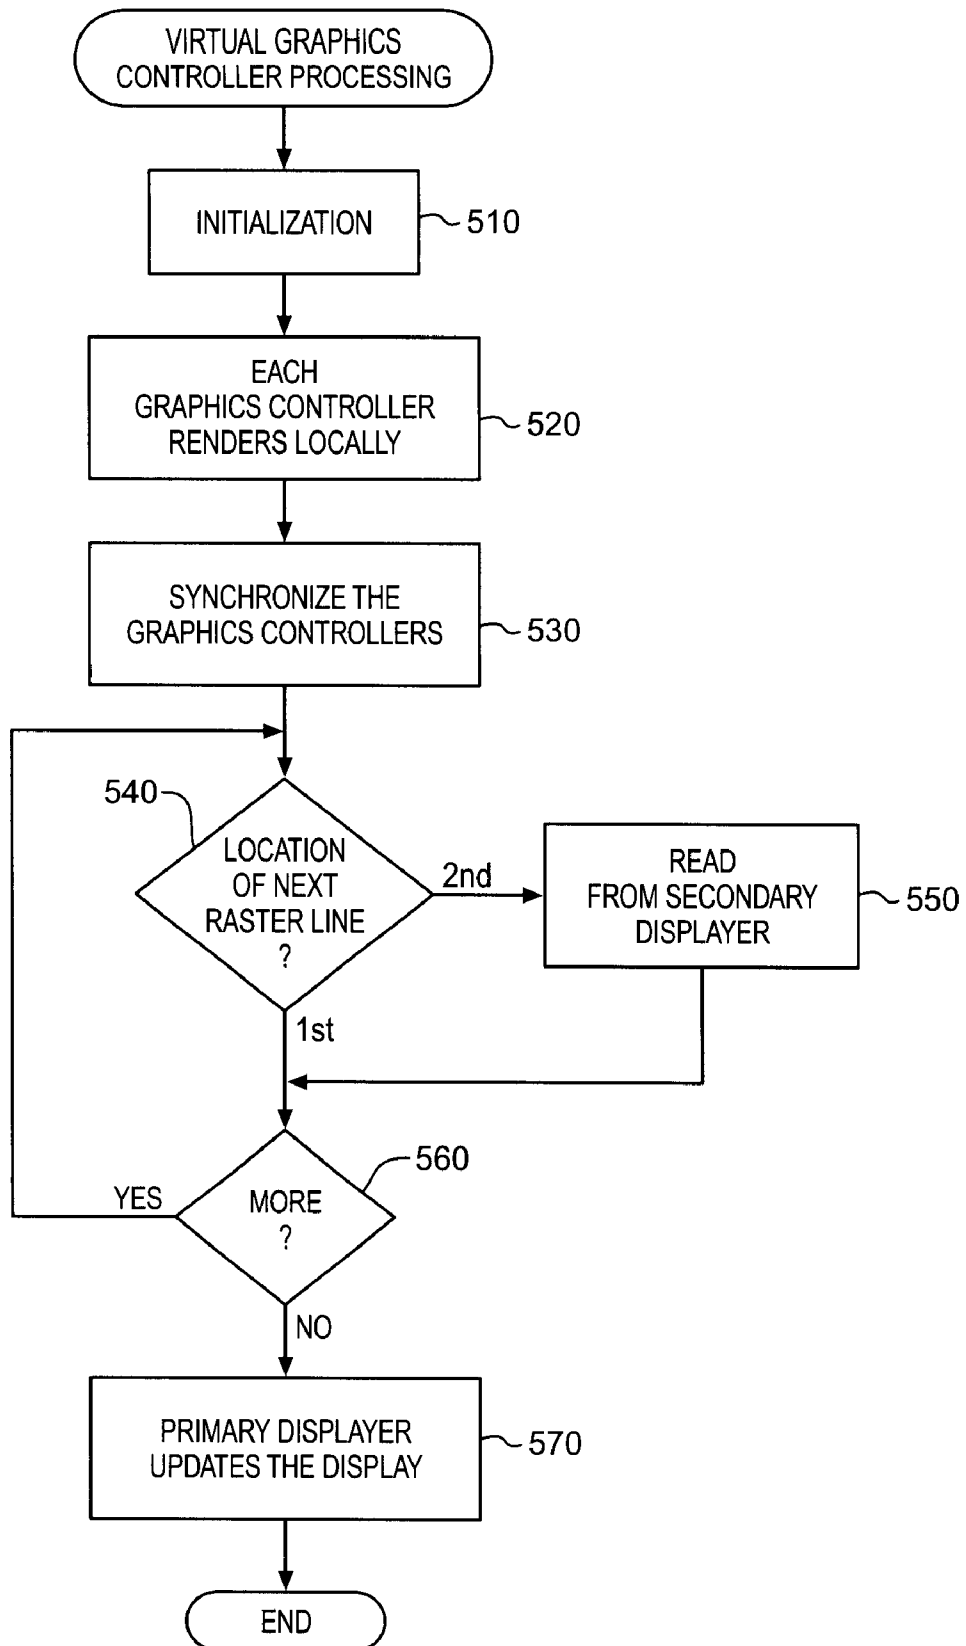 VIRTUAL GRAPHICS
CONTROLLER PROCESSING
INITIALIZATION
510
EACH
GRAPHICS CONTROLLER
RENDERS LOCALLY
520
SYNCHRONIZE THE
GRAPHICS CONTROLLERS
530
540
LOCATION
OF NEXT
RASTER LINE
?
2nd
READ
FROM SECONDARY
DISPLAYER
550
1st
560
MORE
?
YES
NO
PRIMARY DISPLAYER
UPDATES THE DISPLAY
570
END